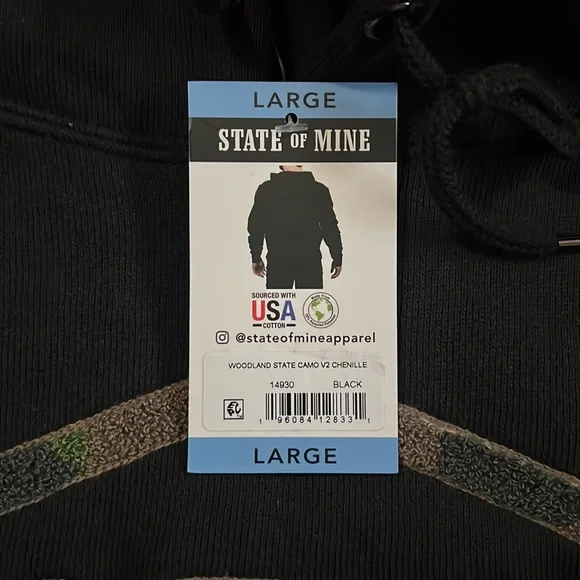 LARGE
STATE OF MINE
SOURCED WITH
USA
COTTON
@stateofmineapparel
WOODLAND STATE CAMO V2 CHENILLE
14930 BLACK
1 96084 12833 1
LARGE